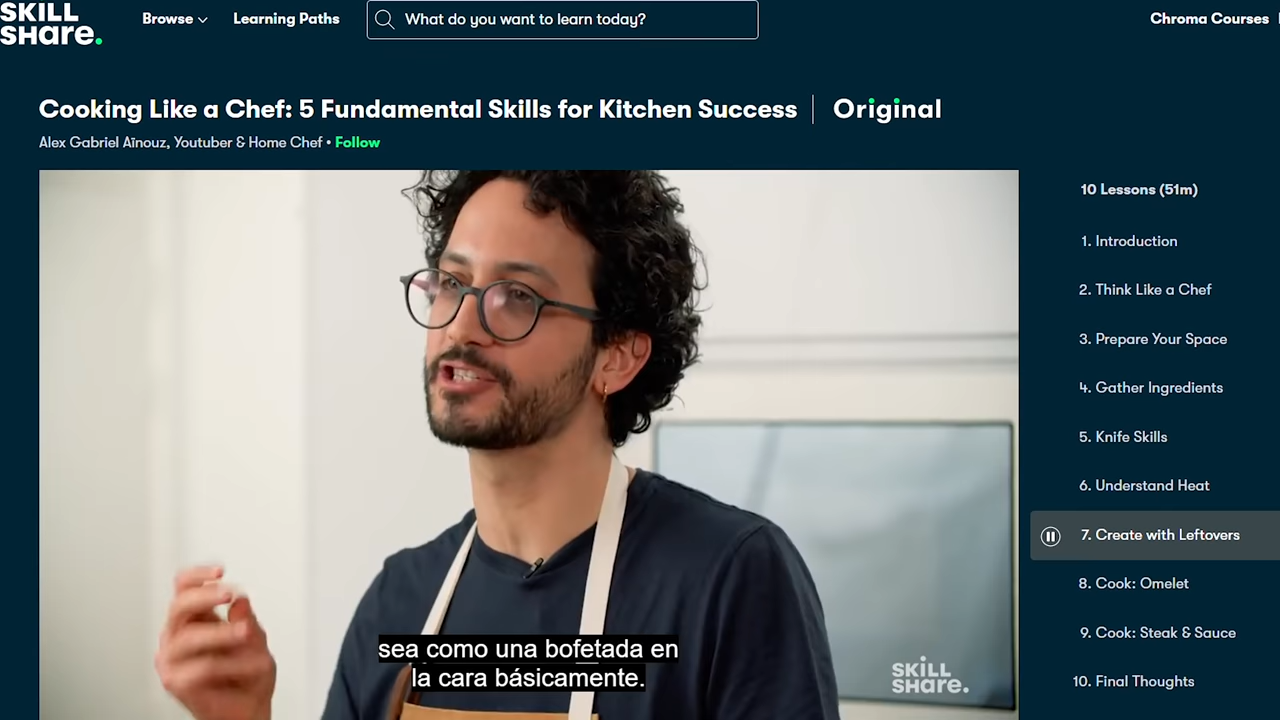 SKILL
SHare.
Browse
Learning Paths
What do you want to learn today?
Chroma Courses
Cooking Like a Chef: 5 Fundamental Skills for Kitchen Success | Original
Alex Gabriel Aïnouz, Youtuber & Home Chef • Follow
10 Lessons (51m)
1. Introduction
2. Think Like a Chef
3. Prepare Your Space
4. Gather Ingredients
5. Knife Skills
6. Understand Heat
7. Create with Leftovers
8. Cook: Omelet
9. Cook: Steak & Sauce
10. Final Thoughts
sea como una bofetada en
la cara básicamente.
SKILL
SHare.